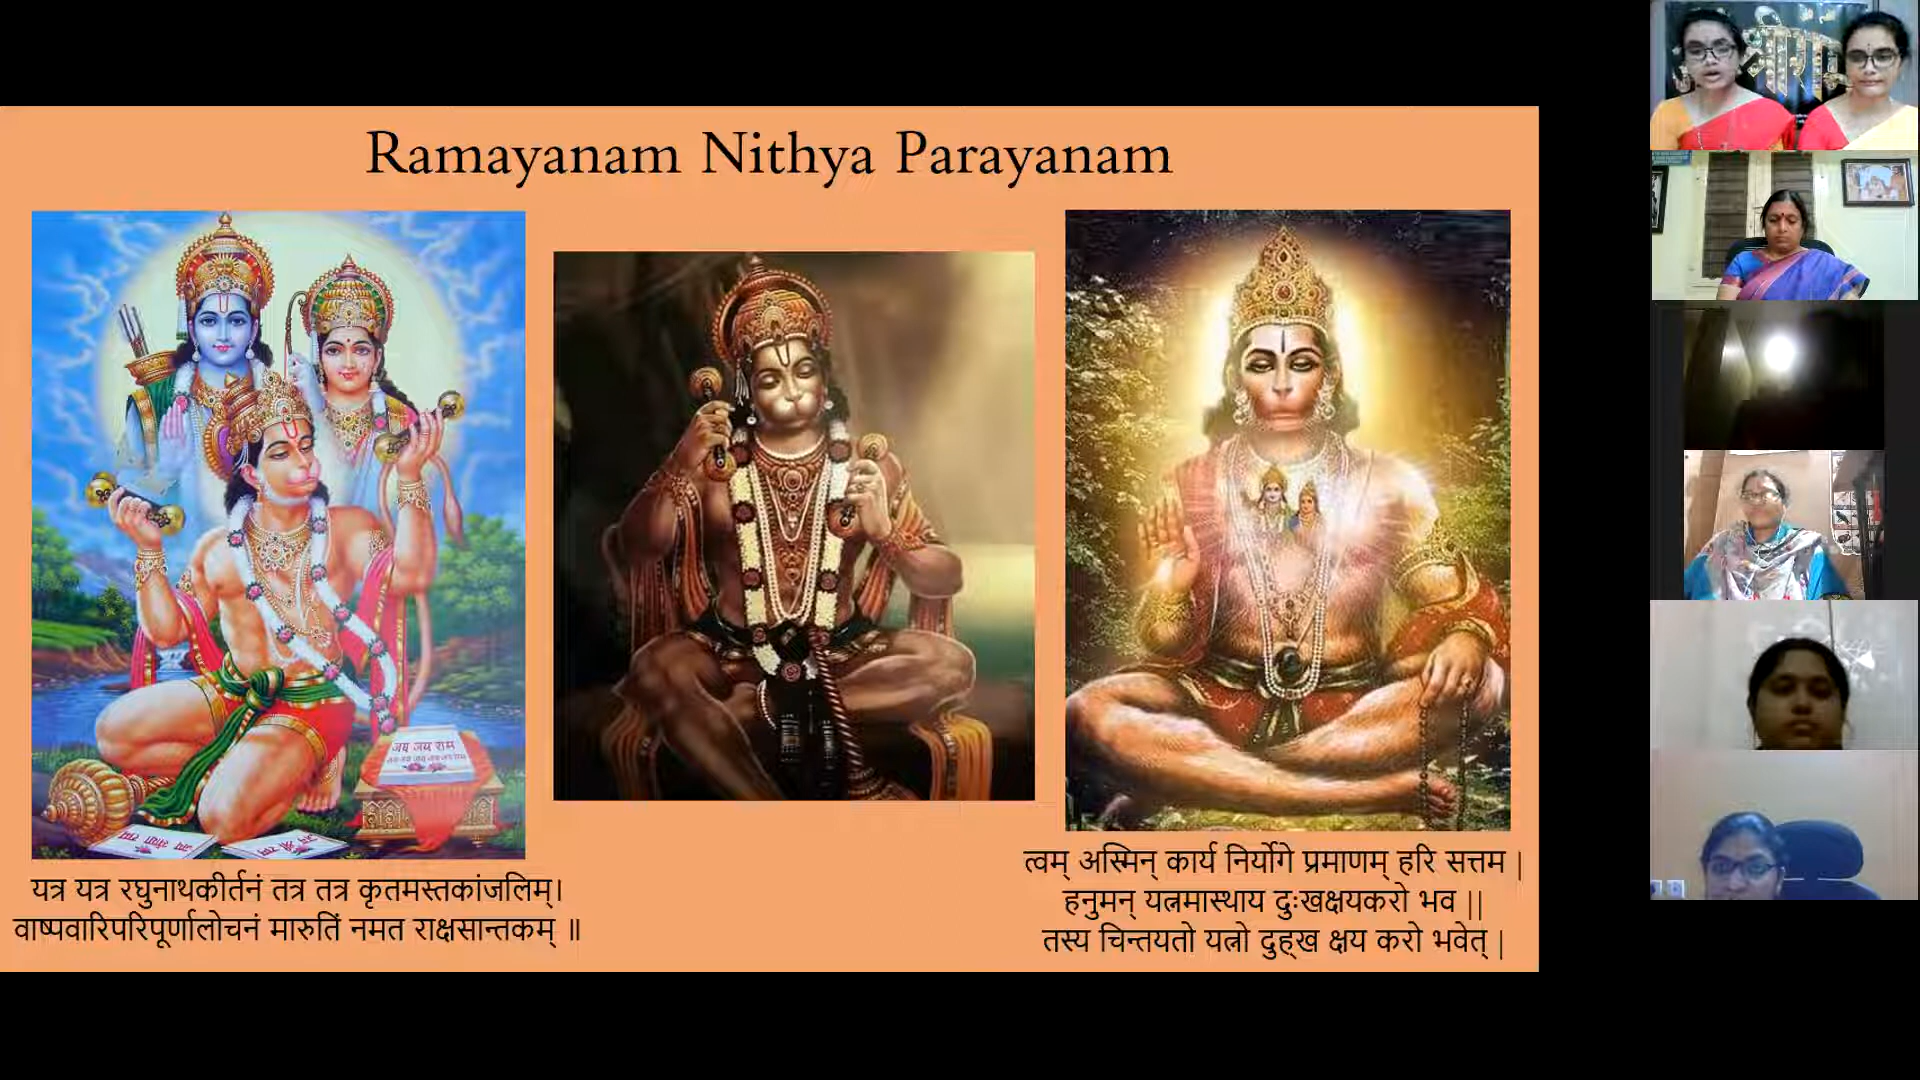 Ramayanam Nithya Parayanam
श्रीराम
जय जय राम
यत्र यत्र रघुनाथकीर्तनं तत्र तत्र कृतमस्तकांजलिम्।
वाष्पवारिपरिपूर्णालोचनं मारुतिं नमत राक्षसान्तकम् ॥
त्वम् अस्मिन् कार्य निर्योगे प्रमाणम् हरि सत्तम |
हनुमन् यत्नमास्थाय दुःखक्षयकरो भव ||
तस्य चिन्तयतो यत्नो दुह्ख क्षय करो भवेत् |